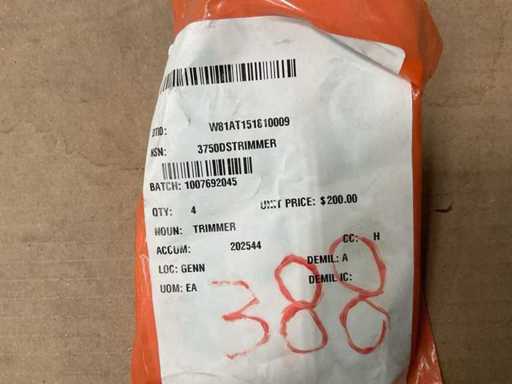 DTID: W81AT151610009
NSN: 3750DSTRIMMER
BATCH: 1007692045
QTY: 4 UNIT PRICE: $200.00
NOUN: TRIMMER
ACCUM: 202544 CC: H
LOC: GENN DEMIL: A
UOM: EA DEMIL IC:
388